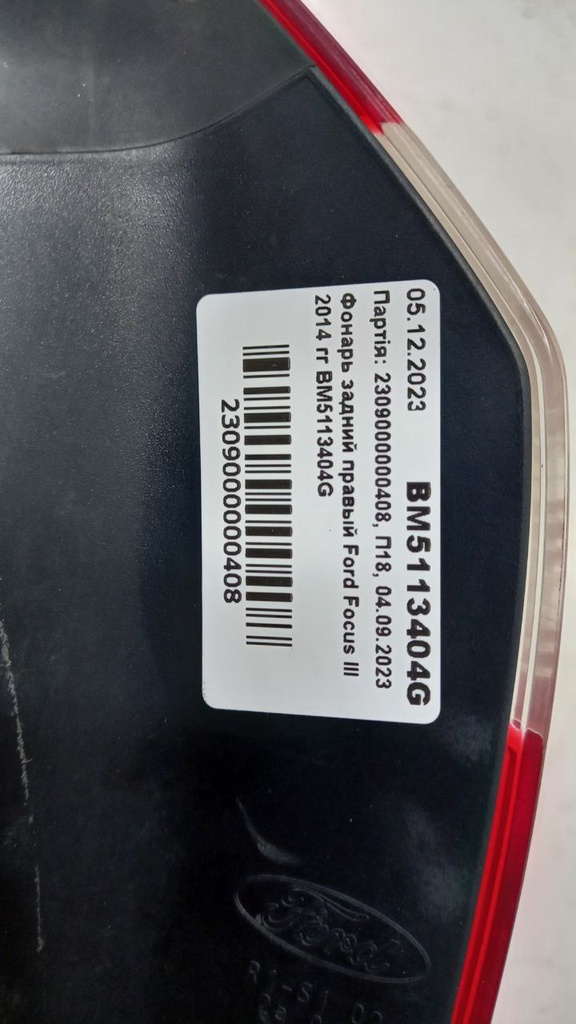 05.12.2023 BM5113404G
Партія: 2309000000408, П18, 04.09.2023
Фонарь задний правый Ford Focus III
2014 гг BM5113404G
2309000000408
Ford